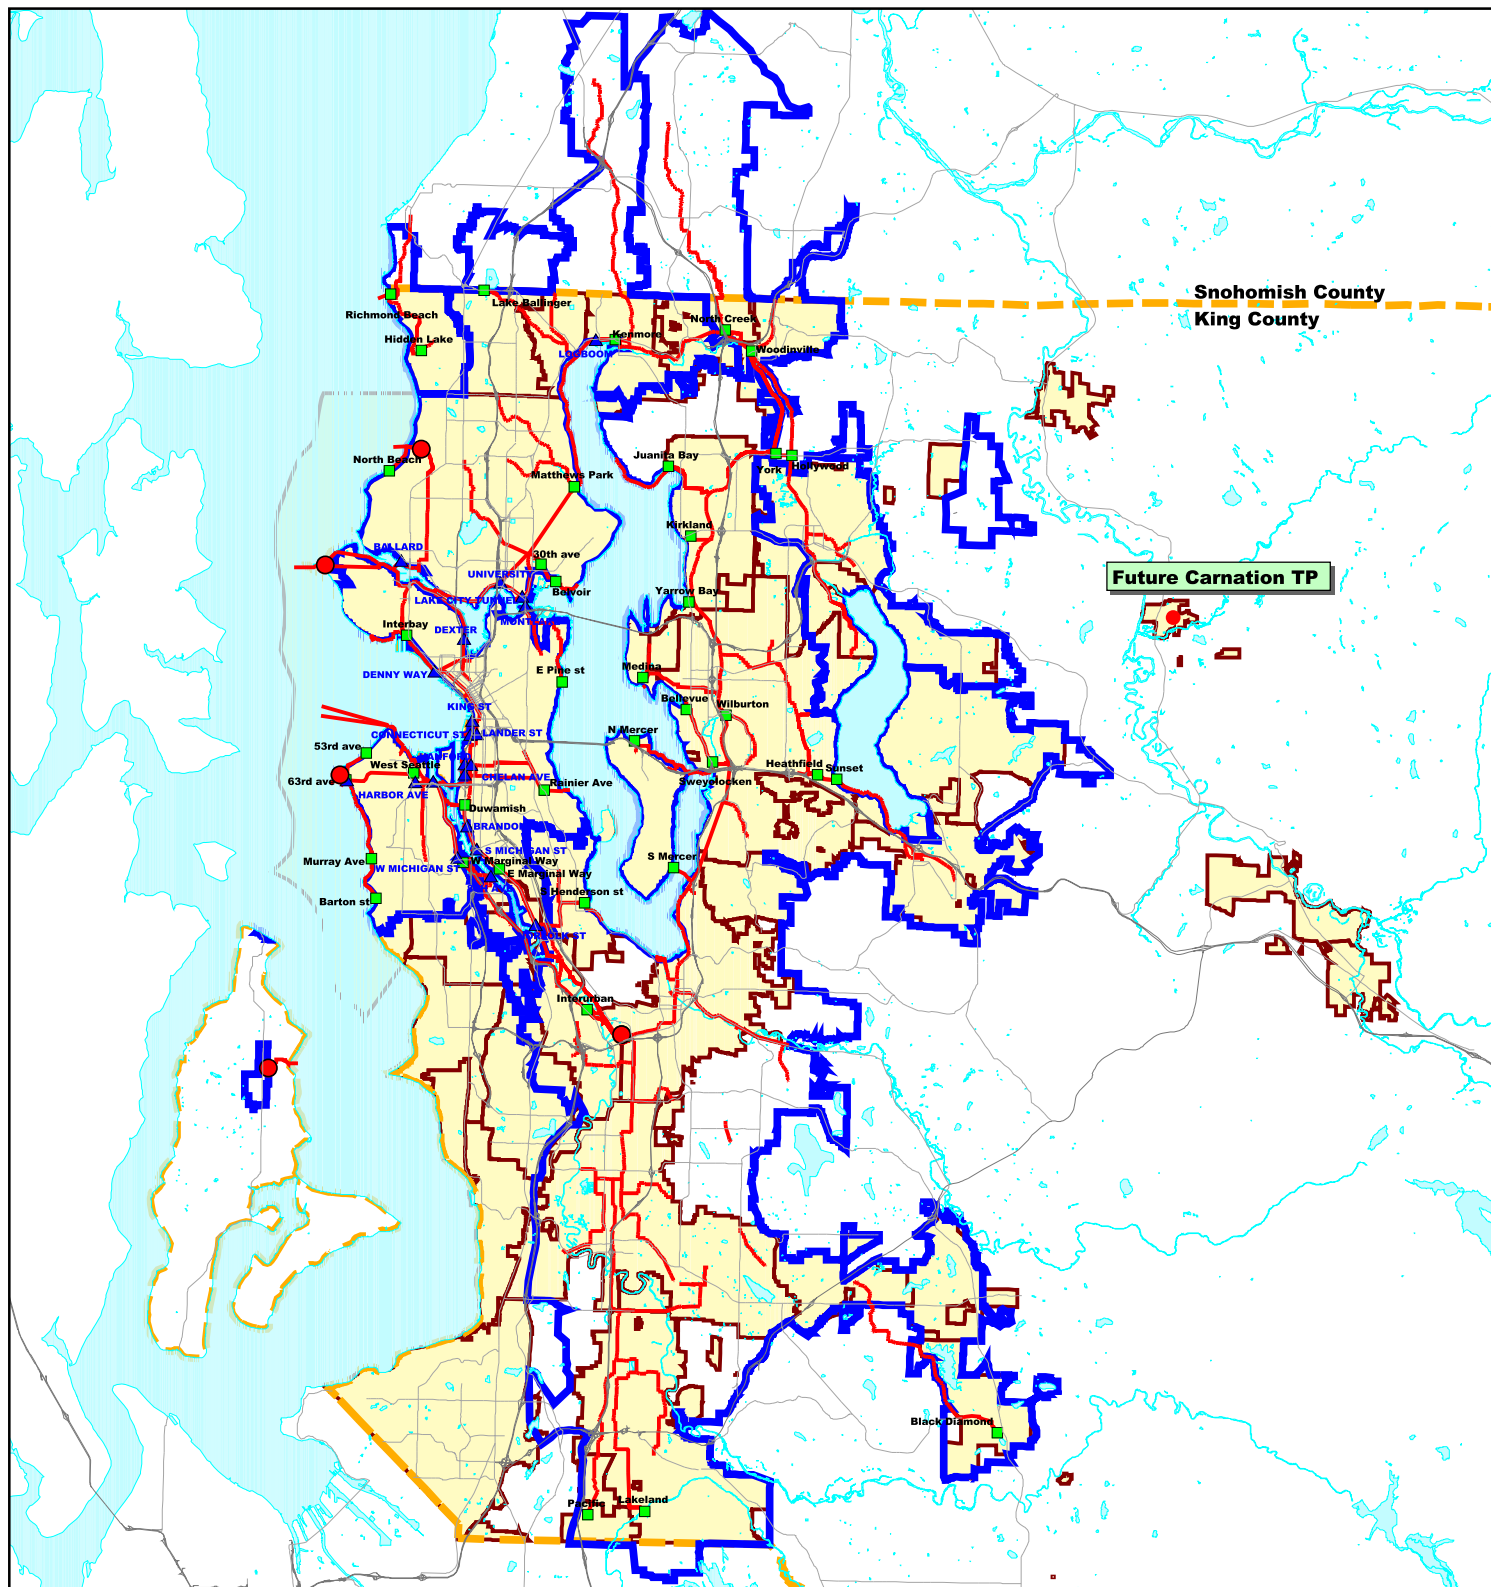 Snohomish County
King County
Lake Ballinger
Richmond Beach
North Creek
Kenmore
Hidden Lake
Woodinville
LOGBOOM
North Beach
Juanita Bay
York
Hollywood
Matthews Park
Kirkland
BALLARD
30th ave
UNIVERSITY
Future Carnation TP
Belvoir
Yarrow Bay
LAKE CITY TUNNEL
Interbay
DEXTER
Medina
E Pine st
DENNY WAY
Bellevue
Wilburton
KING ST
N Mercer
CONNECTICUT ST
LANDER ST
53rd ave
HANFORD
West Seattle
Heathfield
Sunset
63rd ave
CHELAN AVE
Rainier Ave
Sweyolocken
HARBOR AVE
Duwamish
BRANDON
S MICHIGAN ST
Murray Ave
W Marginal Way
S Mercer
W MICHIGAN ST
E Marginal Way
S Henderson st
Barton st
NORFOLK ST
Interurban
Black Diamond
Pacific
Lakeland